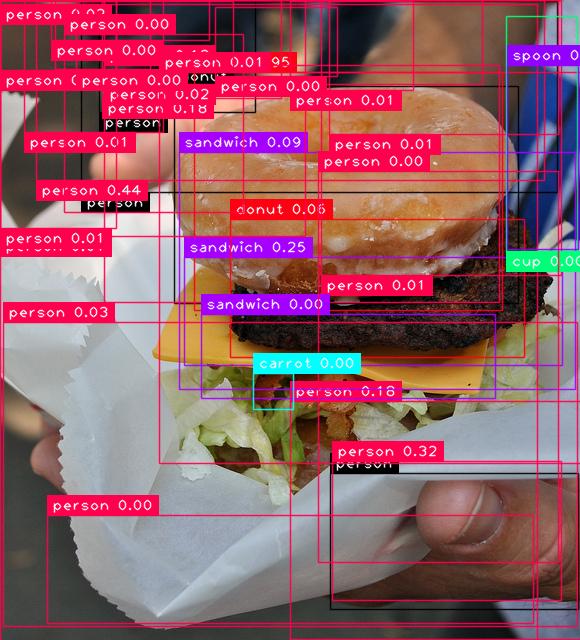 person 0.02
person 0.00
person 0.00
person 0.01 95
person 0.00
person 0.00
person 0.02
person 0.01
person 0.18
person
spoon 0
person 0.01
sandwich 0.09
person 0.01
person 0.00
person 0.44
person
donut 0.06
person 0.01
sandwich 0.25
cup 0.00
person 0.01
sandwich 0.00
person 0.03
carrot 0.00
person 0.18
person 0.32
person
person 0.00